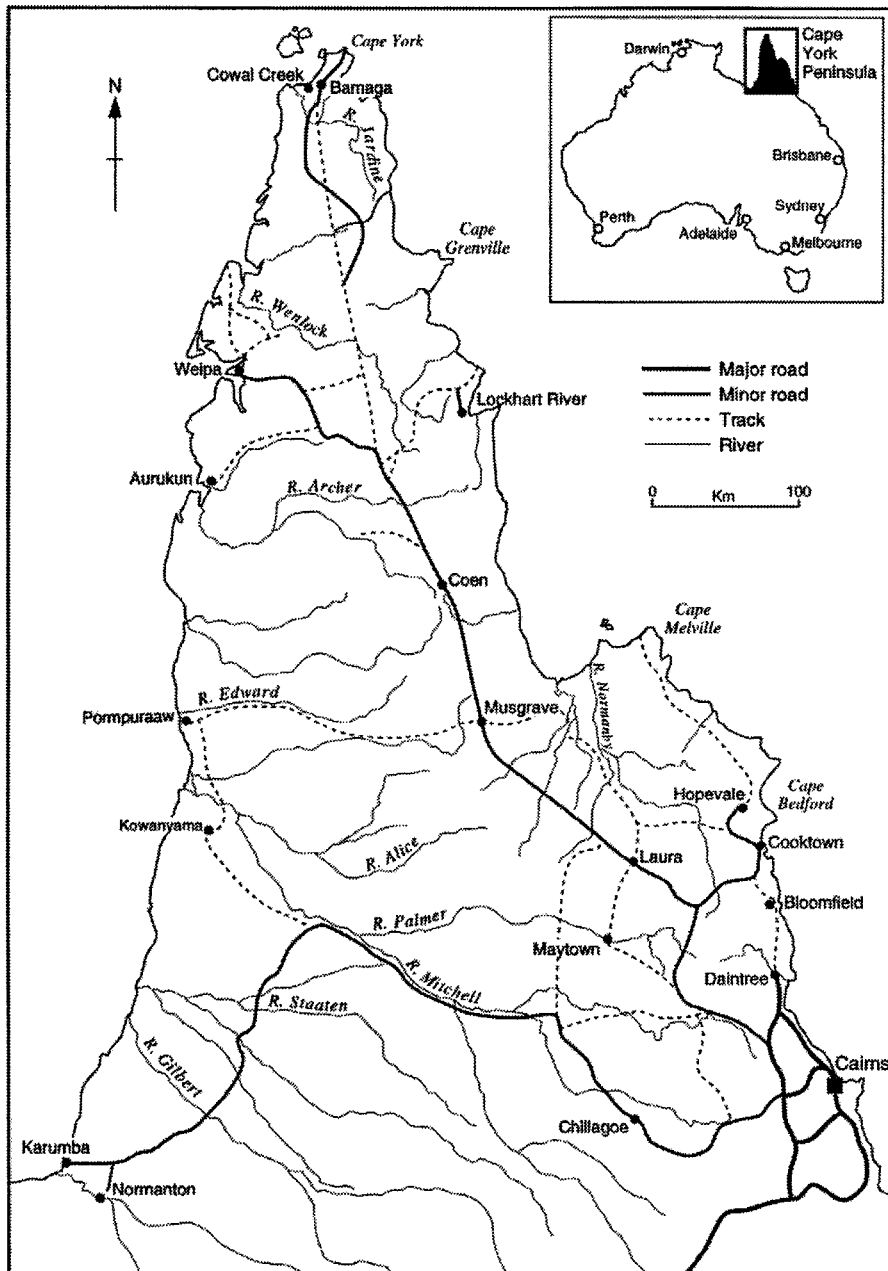 Cape York
Cowal Creek
Bamaga
N
R. Jardine
Cape
Grenville
R. Wenlock
Weipa
Lockhart River
Aurukun
R. Archer
Coen
Cape
Melville
R. Normanby
R. Edward
Pormpuraaw
Musgrave
Hopevale
Cape
Bedford
Kowanyama
R. Alice
Laura
Cooktown
Bloomfield
R. Palmer
Maytown
Daintree
R. Mitchell
R. Staaten
R. Gilbert
Cairns
Chillagoe
Karumba
Normanton
Darwin
Cape
York
Peninsula
Brisbane
Perth
Sydney
Adelaide
Melbourne
Major road
Minor road
Track
River
0 Km 100